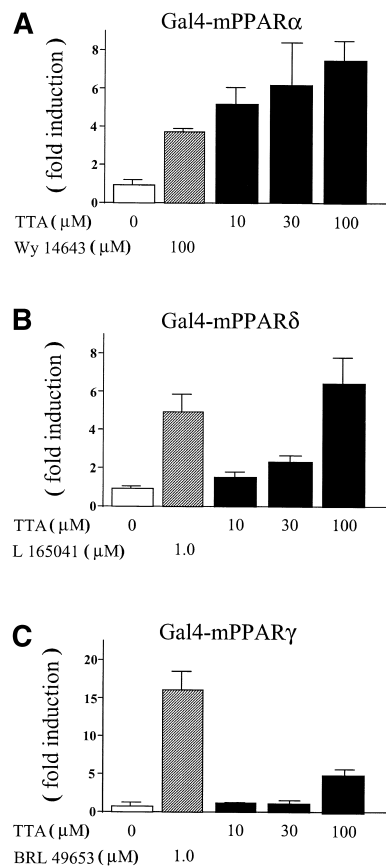 A
Gal4-mPPARα
( fold induction )
8
6
4
2
0
TTA ( μM) 0 10 30 100
Wy 14643 ( μM) 100
B
Gal4-mPPARδ
( fold induction )
8
6
4
2
0
TTA ( μM) 0 10 30 100
L 165041 ( μM) 1.0
C
Gal4-mPPARγ
( fold induction )
20
15
10
5
0
TTA ( μM) 0 10 30 100
BRL 49653 ( μM) 1.0